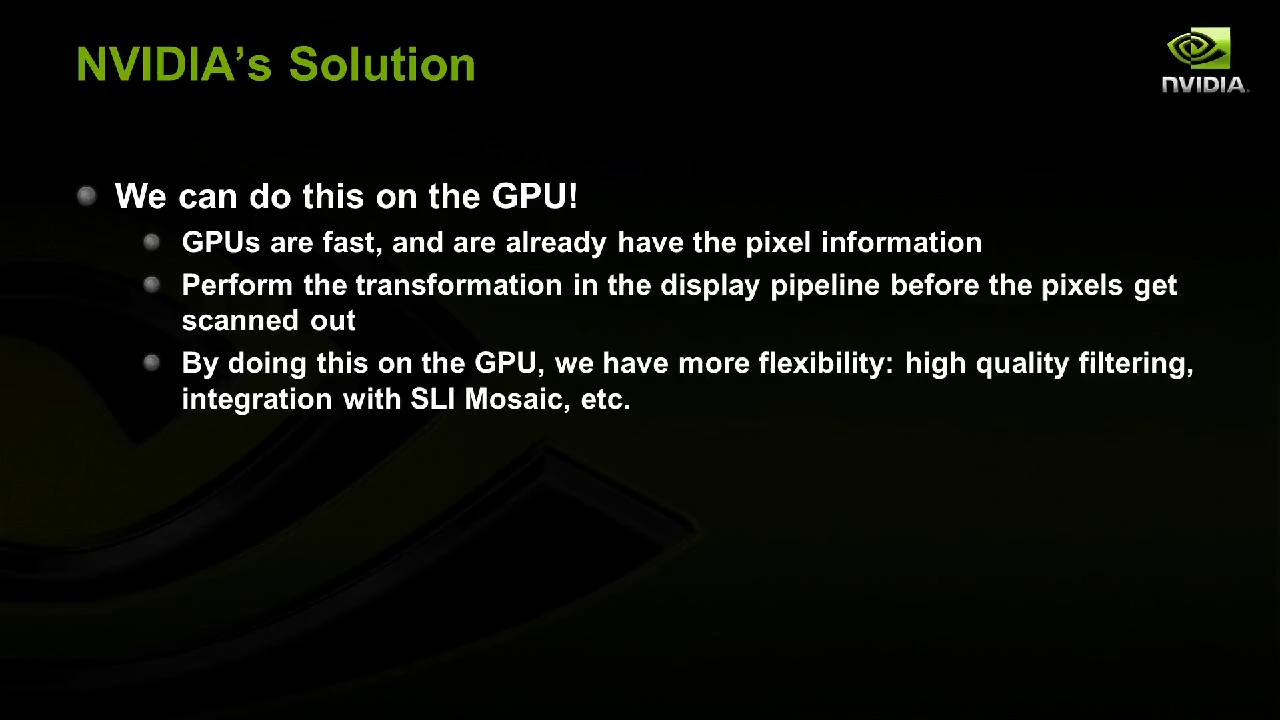 NVIDIA's Solution
NVIDIA.
We can do this on the GPU!
GPUs are fast, and are already have the pixel information
Perform the transformation in the display pipeline before the pixels get
scanned out
By doing this on the GPU, we have more flexibility: high quality filtering,
integration with SLI Mosaic, etc.